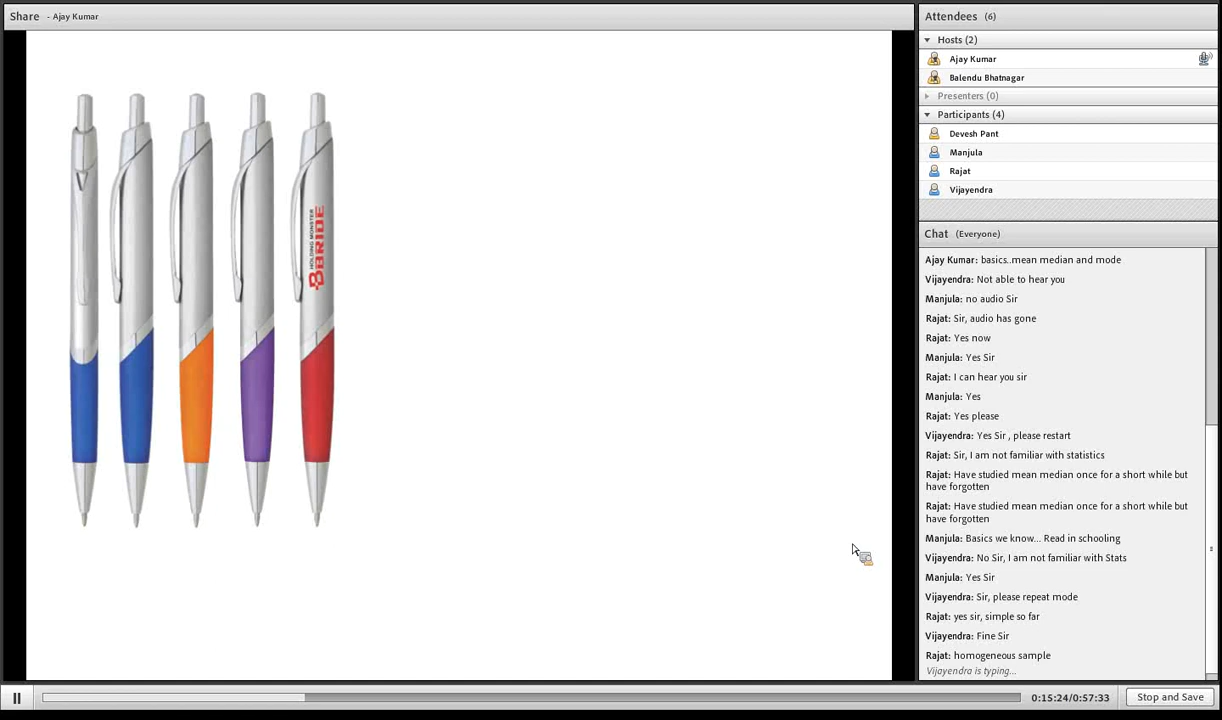 Share - Ajay Kumar
HOLDING MONSTER
BRIDE
Attendees (6)
Hosts (2)
Ajay Kumar
Balendu Bhatnagar
Presenters (0)
Participants (4)
Devesh Pant
Manjula
Rajat
Vijayendra
Chat (Everyone)
Ajay Kumar: basics..mean median and mode
Vijayendra: Not able to hear you
Manjula: no audio Sir
Rajat: Sir, audio has gone
Rajat: Yes now
Manjula: Yes Sir
Rajat: I can hear you sir
Manjula: Yes
Rajat: Yes please
Vijayendra: Yes Sir , please restart
Rajat: Sir, I am not familiar with statistics
Rajat: Have studied mean median once for a short while but
have forgotten
Rajat: Have studied mean median once for a short while but
have forgotten
Manjula: Basics we know... Read in schooling
Vijayendra: No Sir, I am not familiar with Stats
Manjula: Yes Sir
Vijayendra: Sir, please repeat mode
Rajat: yes sir, simple so far
Vijayendra: Fine Sir
Rajat: homogeneous sample
Vijayendra is typing...
0:15:24/0:57:33
Stop and Save